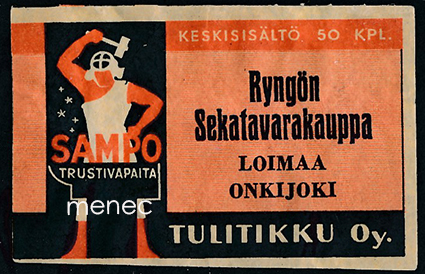 KESKISISÄLTÖ 50 KPL.
SAMPO
TRUSTIVAPAITA
menec
Ryngön
Sekatavarakauppa
LOIMAA
ONKIJOKI
TULITIKKU Oy.